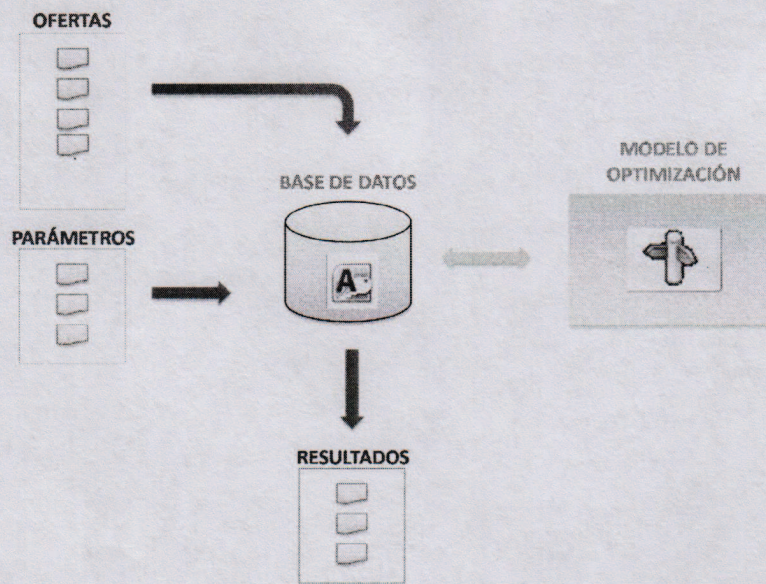 OFERTAS
BASE DE DATOS
MODELO DE
OPTIMIZACIÓN
PARÁMETROS
A
RESULTADOS